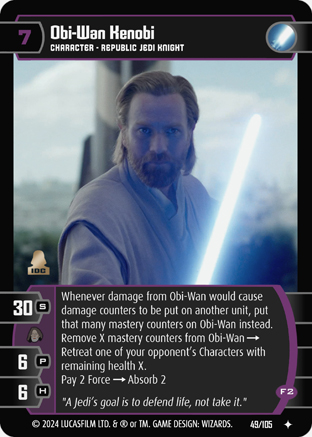 7
Obi-Wan Kenobi
CHARACTER - REPUBLIC JEDI KNIGHT
IDC
30 S
6 P
6 H
Whenever damage from Obi-Wan would cause
damage counters to be put on another unit, put
that many mastery counters on Obi-Wan instead.
Remove X mastery counters from Obi-Wan →
Retreat one of your opponent's Characters with
remaining health X.
Pay 2 Force → Absorb 2
F2
"A Jedi's goal is to defend life, not take it."
© 2024 LUCASFILM LTD. & ® or TM. GAME DESIGN: WIZARDS.
49/105